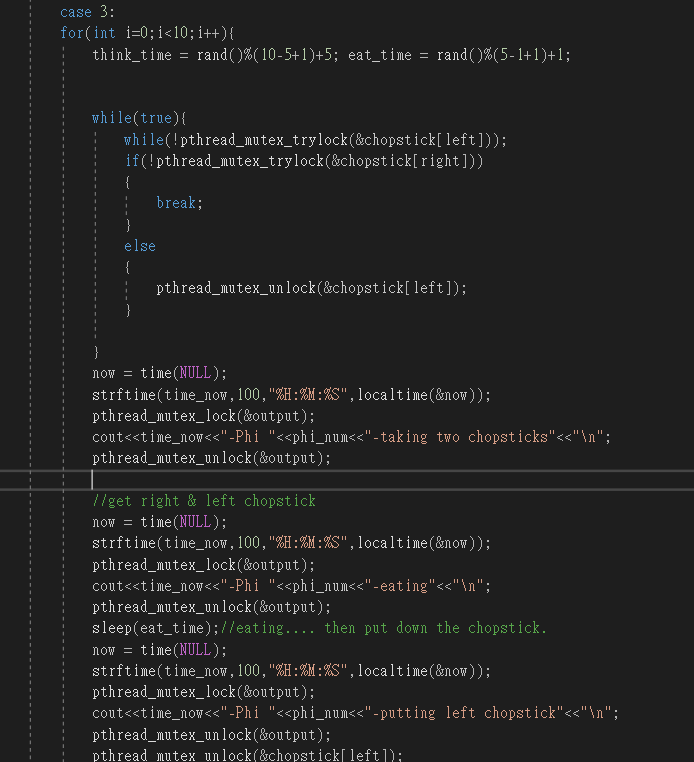 case 3:
for(int i=0;i<10;i++){
think_time = rand()%(10-5+1)+5; eat_time = rand()%(5-1+1)+1;
while(true){
while(!pthread_mutex_trylock(&chopstick[left]));
if(!pthread_mutex_trylock(&chopstick[right]))
{
break;
}
else
{
pthread_mutex_unlock(&chopstick[left]);
}
}
now = time(NULL);
strftime(time_now,100,"%H:%M:%S",localtime(&now));
pthread_mutex_lock(&output);
cout<<time_now<<"-Phi "<<phi_num<<"-taking two chopsticks"<<"\n";
pthread_mutex_unlock(&output);
//get right & left chopstick
now = time(NULL);
strftime(time_now,100,"%H:%M:%S",localtime(&now));
pthread_mutex_lock(&output);
cout<<time_now<<"-Phi "<<phi_num<<"-eating"<<"\n";
pthread_mutex_unlock(&output);
sleep(eat_time);//eating.... then put down the chopstick.
now = time(NULL);
strftime(time_now,100,"%H:%M:%S",localtime(&now));
pthread_mutex_lock(&output);
cout<<time_now<<"-Phi "<<phi_num<<"-putting left chopstick"<<"\n";
pthread_mutex_unlock(&output);
pthread_mutex_unlock(&chopstick[left]);